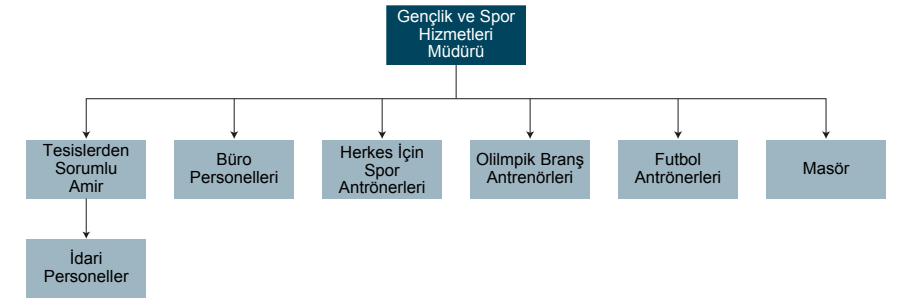 Gençlik ve Spor
Hizmetleri
Müdürü
Tesislerden
Sorumlu
Amir
Büro
Personelleri
Herkes İçin
Spor
Antrönerleri
Olilmpik Branş
Antrenörleri
Futbol
Antrönerleri
Masör
İdari
Personeller